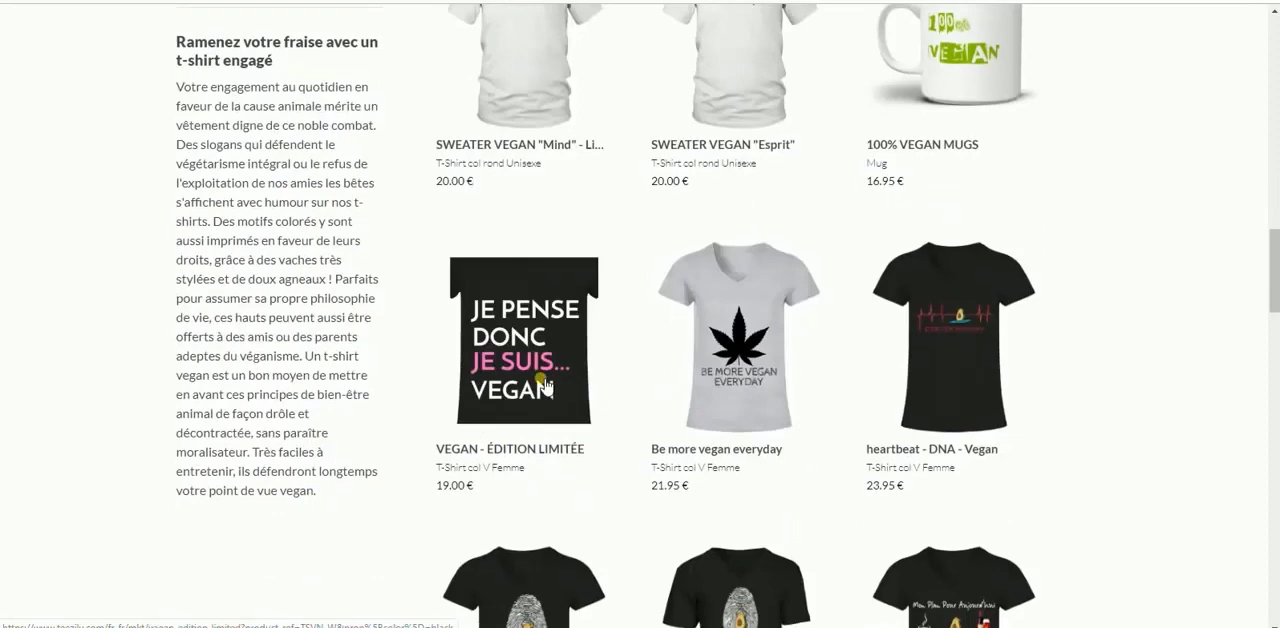 Ramenez votre fraise avec un
t-shirt engagé
Votre engagement au quotidien en
faveur de la cause animale mérite un
vêtement digne de ce noble combat.
Des slogans qui défendent le
végétarisme intégral ou le refus de
l'exploitation de nos amies les bêtes
s'affichent avec humour sur nos t-
shirts. Des motifs colorés y sont
aussi imprimés en faveur de leurs
droits, grâce à des vaches très
stylées et de doux agneaux ! Parfaits
pour assumer sa propre philosophie
de vie, ces hauts peuvent aussi être
offerts à des amis ou des parents
adeptes du véganisme. Un t-shirt
vegan est un bon moyen de mettre
en avant ces principes de bien-être
animal de façon drôle et
décontractée, sans paraître
moralisateur. Très faciles à
entretenir, ils défendront longtemps
votre point de vue vegan.
100%
VEGAN
SWEATER VEGAN "Mind" - Li...
T-Shirt col rond Unisexe
20.00 €
SWEATER VEGAN "Esprit"
T-Shirt col rond Unisexe
20.00 €
100% VEGAN MUGS
Mug
16.95 €
JE PENSE
DONC
JE SUIS...
VEGAN
BE MORE VEGAN
EVERYDAY
VEGAN - ÉDITION LIMITÉE
T-Shirt col V Femme
19.00 €
Be more vegan everyday
T-Shirt col V Femme
21.95 €
heartbeat - DNA - Vegan
T-Shirt col V Femme
23.95 €
Mon Plan Pour Aujourd'hui